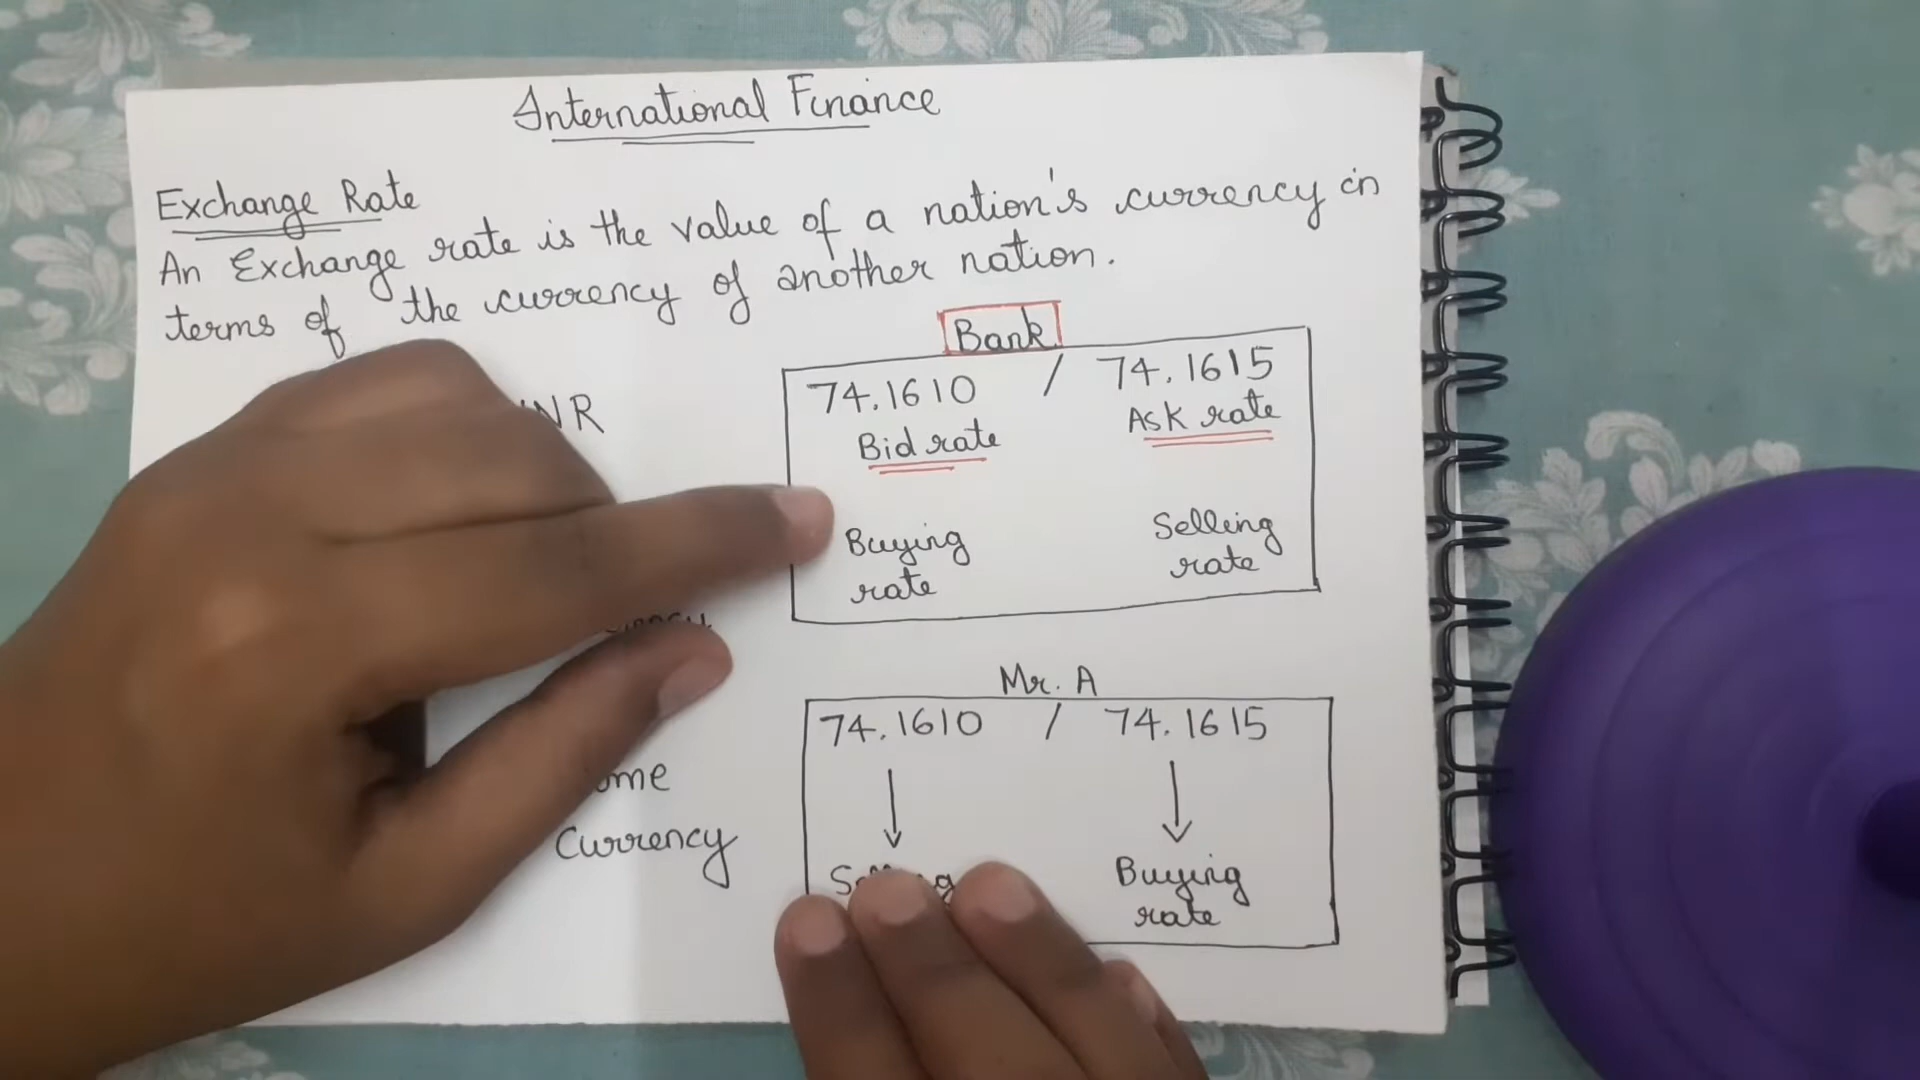 International Finance
Exchange Rate
An Exchange rate is the value of a nation's currency in
terms of the currency of another nation.
Bank
74.1610 / 74.1615
Bid rate Ask rate
Buying Selling
rate rate
Mr. A
74.1610 / 74.1615
Currency
Buying
rate